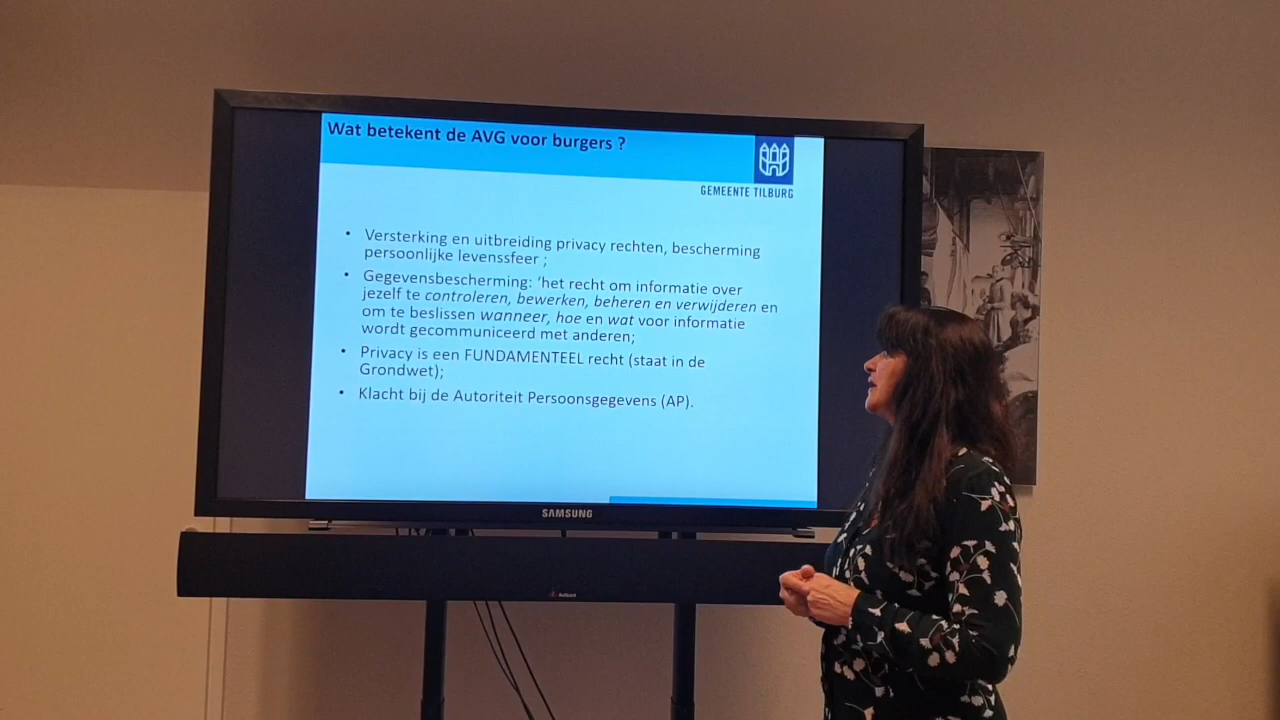 Wat betekent de AVG voor burgers ?
GEMEENTE TILBURG
• Versterking en uitbreiding privacy rechten, bescherming
persoonlijke levenssfeer ;
• Gegevensbescherming: ‘het recht om informatie over
jezelf te controleren, bewerken, beheren en verwijderen en
om te beslissen wanneer, hoe en wat voor informatie
wordt gecommuniceerd met anderen;
• Privacy is een FUNDAMENTEEL recht (staat in de
Grondwet);
• Klacht bij de Autoriteit Persoonsgegevens (AP).
SAMSUNG